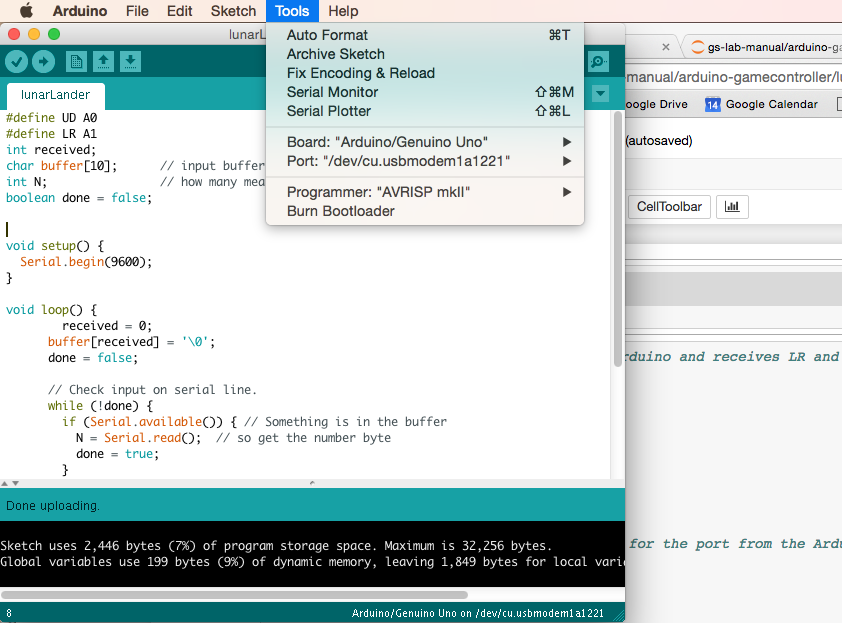 Arduino File Edit Sketch Tools Help
lunarL
Auto Format ⌘T
Archive Sketch
Fix Encoding & Reload
Serial Monitor ⇧⌘M
Serial Plotter ⇧⌘L
Board: "Arduino/Genuino Uno"
Port: "/dev/cu.usbmodem1a1221"
Programmer: "AVRISP mkII"
Burn Bootloader
lunarLander
#define UD A0
#define LR A1
int received;
char buffer[10]; // input buffer
int N; // how many mea
boolean done = false;
void setup() {
Serial.begin(9600);
}
void loop() {
received = 0;
buffer[received] = '\0';
done = false;
// Check input on serial line.
while (!done) {
if (Serial.available()) { // Something is in the buffer
N = Serial.read(); // so get the number byte
done = true;
}
Done uploading.
Sketch uses 2,446 bytes (7%) of program storage space. Maximum is 32,256 bytes.
Global variables use 199 bytes (9%) of dynamic memory, leaving 1,849 bytes for local varia
8 Arduino/Genuino Uno on /dev/cu.usbmodem1a1221
gs-lab-manual/arduino-ga
manual/arduino-gamecontroller/lu
oogle Drive 14 Google Calendar
(autosaved)
CellToolbar
rduino and receives LR and
for the port from the Ardu